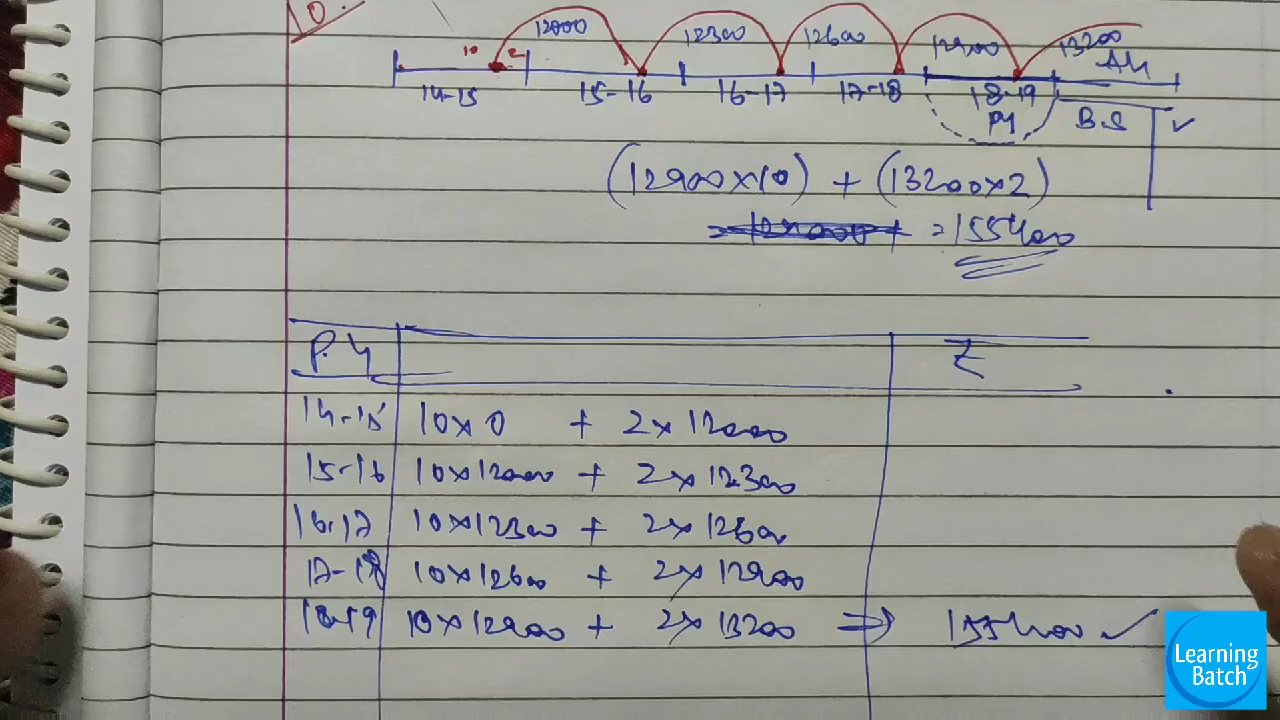 Q.
12000 12300 12600 12900 13200
10 2
14-15 15-16 16-17 17-18 18-19 A.Y
P.Y B.S ✓
(12900×10) + (13200×2)
= 155400
P.Y ₹
14-15 10×0 + 2×12000
15-16 10×12000 + 2×12300
16-17 10×12300 + 2×12600
17-18 10×12600 + 2×12900
18-19 10×12900 + 2×13200 ⇒ 155400 ✓
Learning
Batch